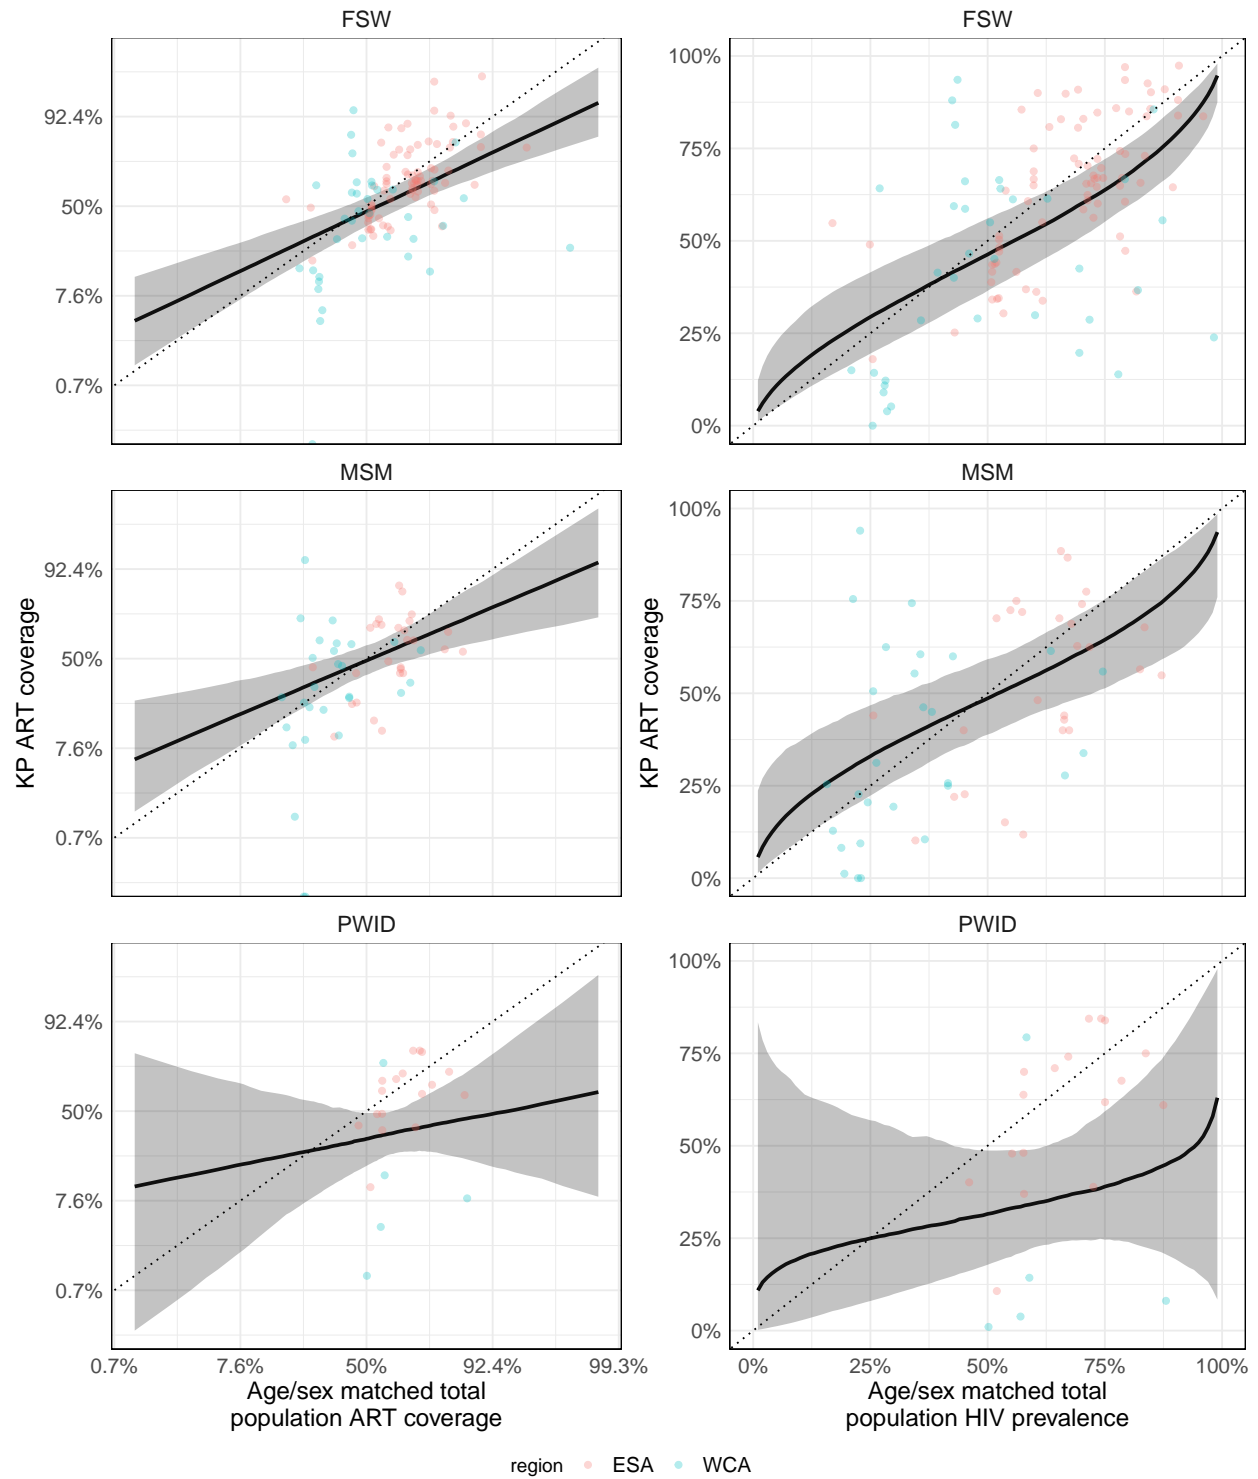 FSW
FSW
92.4%
50%
7.6%
0.7%
100%
75%
50%
25%
0%
MSM
MSM
KP ART coverage
92.4%
50%
7.6%
0.7%
KP ART coverage
100%
75%
50%
25%
0%
PWID
PWID
92.4%
50%
7.6%
0.7%
100%
75%
50%
25%
0%
0.7% 7.6% 50% 92.4% 99.3%
0% 25% 50% 75% 100%
Age/sex matched total
population ART coverage
Age/sex matched total
population HIV prevalence
region ESA WCA